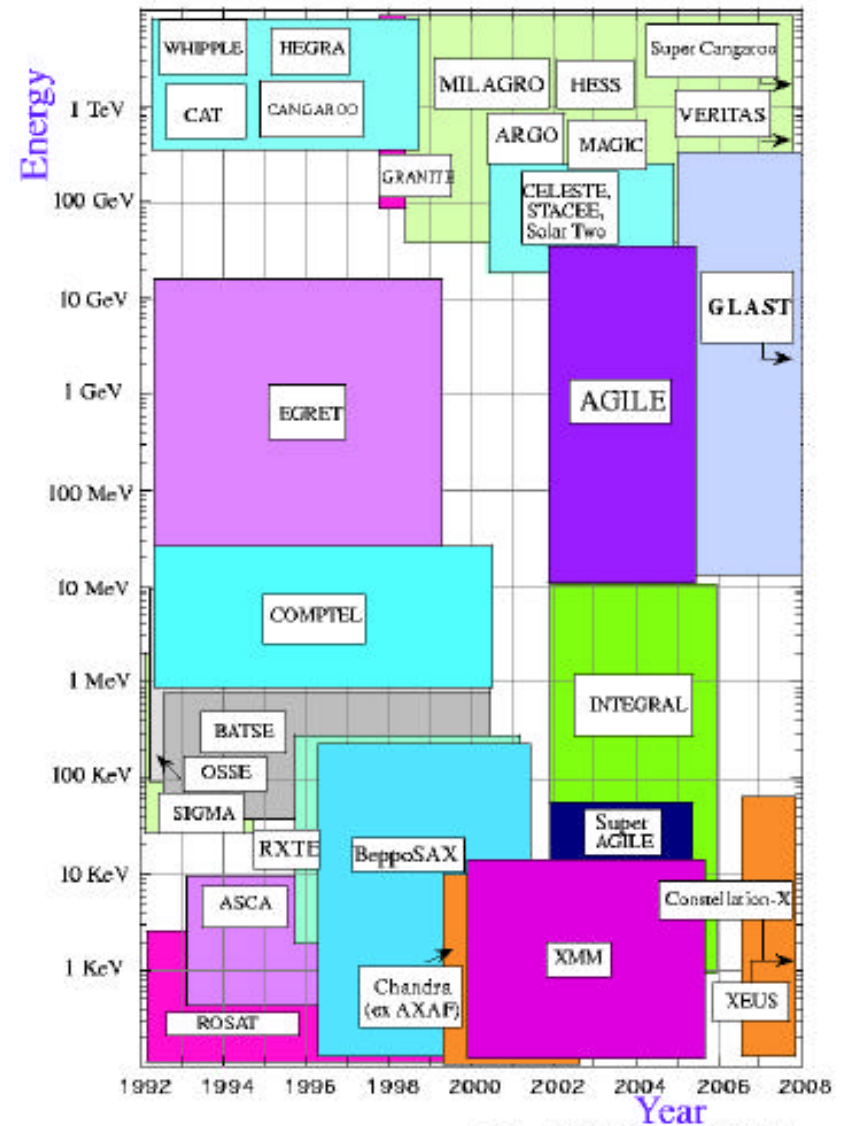 Energy
WHIPPLE
HEGRA
Super Cangaroo
MILAGRO
HESS
1 TeV
CAT
CANGAROO
VERITAS
ARGO
MAGIC
GRANITE
100 GeV
CELESTE,
STACEE,
Solar Two
10 GeV
GLAST
1 GeV
EGRET
AGILE
100 MeV
10 MeV
COMPTEL
1 MeV
INTEGRAL
BATSE
100 KeV
OSSE
SIGMA
Super
AGILE
RXTE
BeppoSAX
10 KeV
ASCA
Constellation-X
1 KeV
XMM
Chandra
(ex AXAF)
XEUS
ROSAT
1992 1994 1996 1998 2000 2002 2004 2006 2008
Year